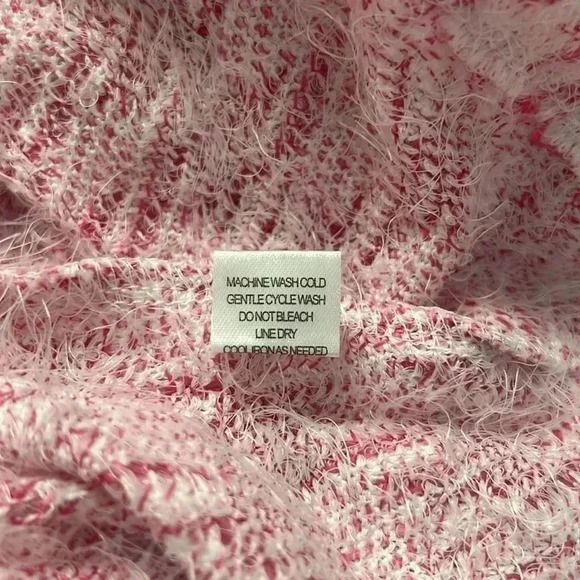 MACHINE WASH COLD
GENTLE CYCLE WASH
DO NOT BLEACH
LINE DRY
COOL IRON AS NEEDED